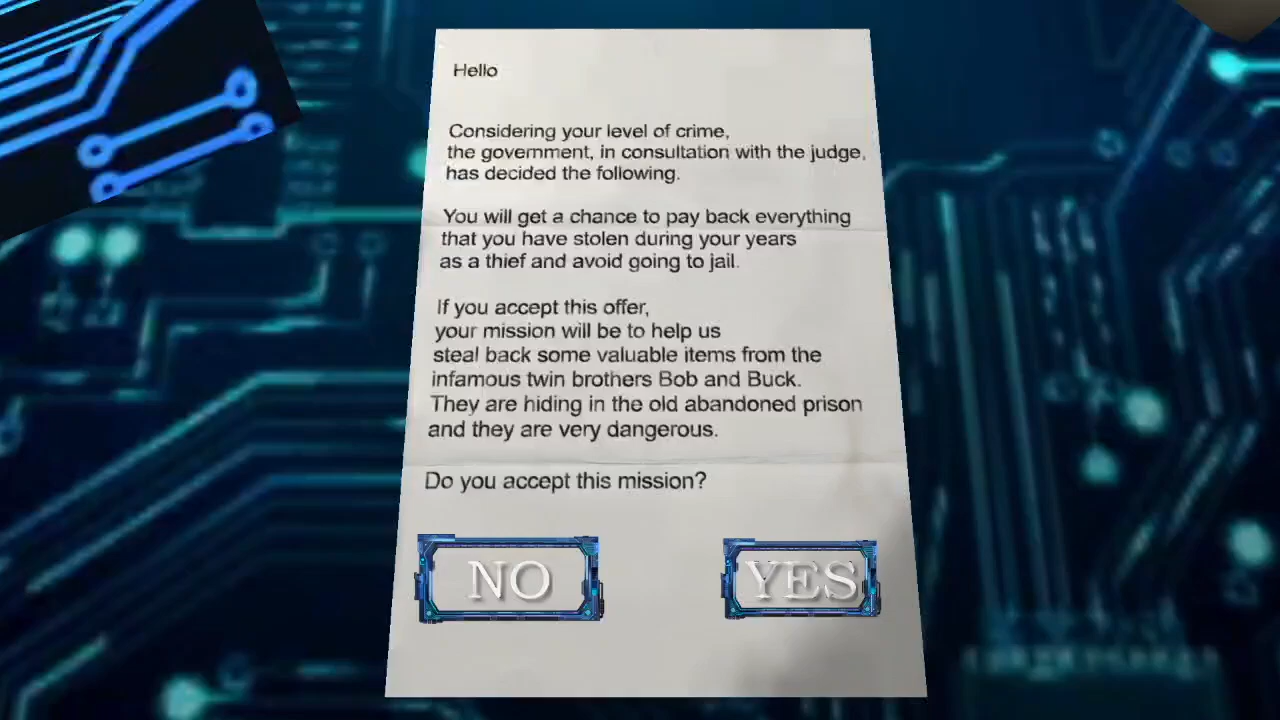 Hello
Considering your level of crime,
the government, in consultation with the judge,
has decided the following.
You will get a chance to pay back everything
that you have stolen during your years
as a thief and avoid going to jail.
If you accept this offer,
your mission will be to help us
steal back some valuable items from the
infamous twin brothers Bob and Buck.
They are hiding in the old abandoned prison
and they are very dangerous.
Do you accept this mission?
NO YES